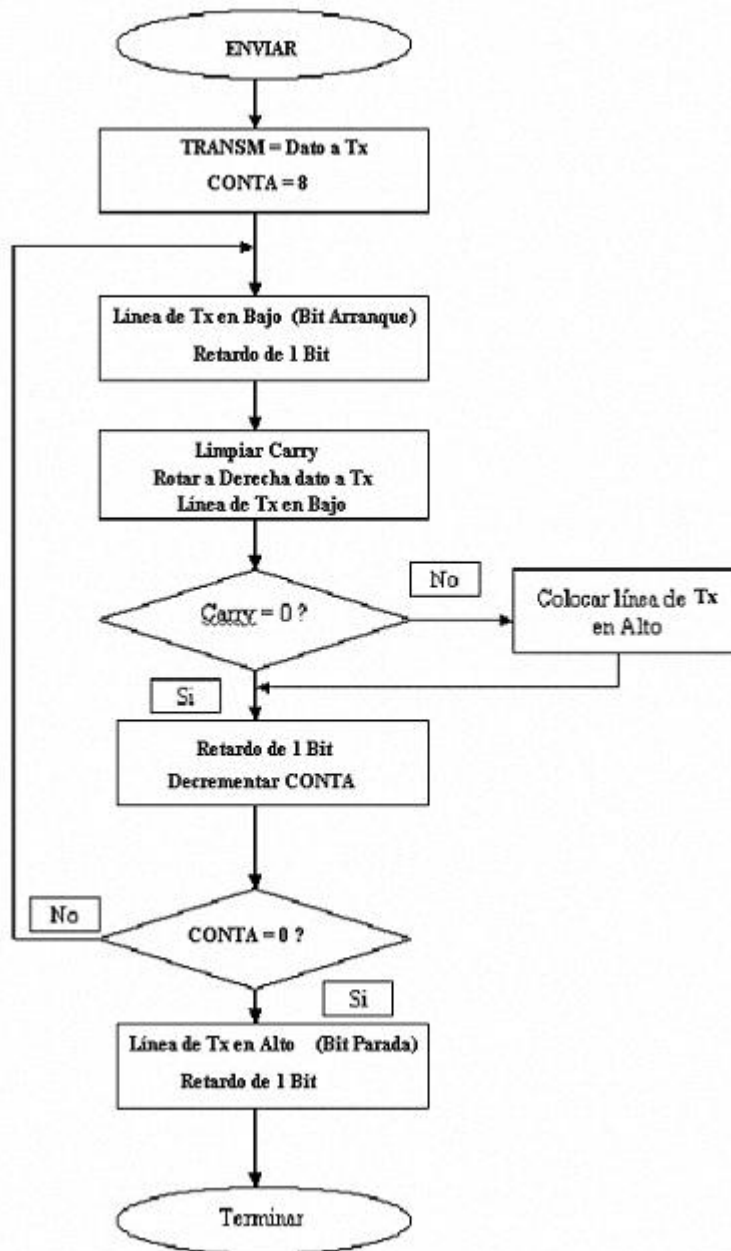 ENVIAR
TRANSM = Dato a Tx
CONTA = 8
Línea de Tx en Bajo (Bit Arranque)
Retardo de 1 Bit
Limpiar Carry
Rotar a Derecha dato a Tx
Línea de Tx en Bajo
Carry = 0 ?
No
Colocar línea de Tx
en Alto
Si
Retardo de 1 Bit
Decrementar CONTA
No
CONTA = 0 ?
Si
Línea de Tx en Alto (Bit Parada)
Retardo de 1 Bit
Terminar